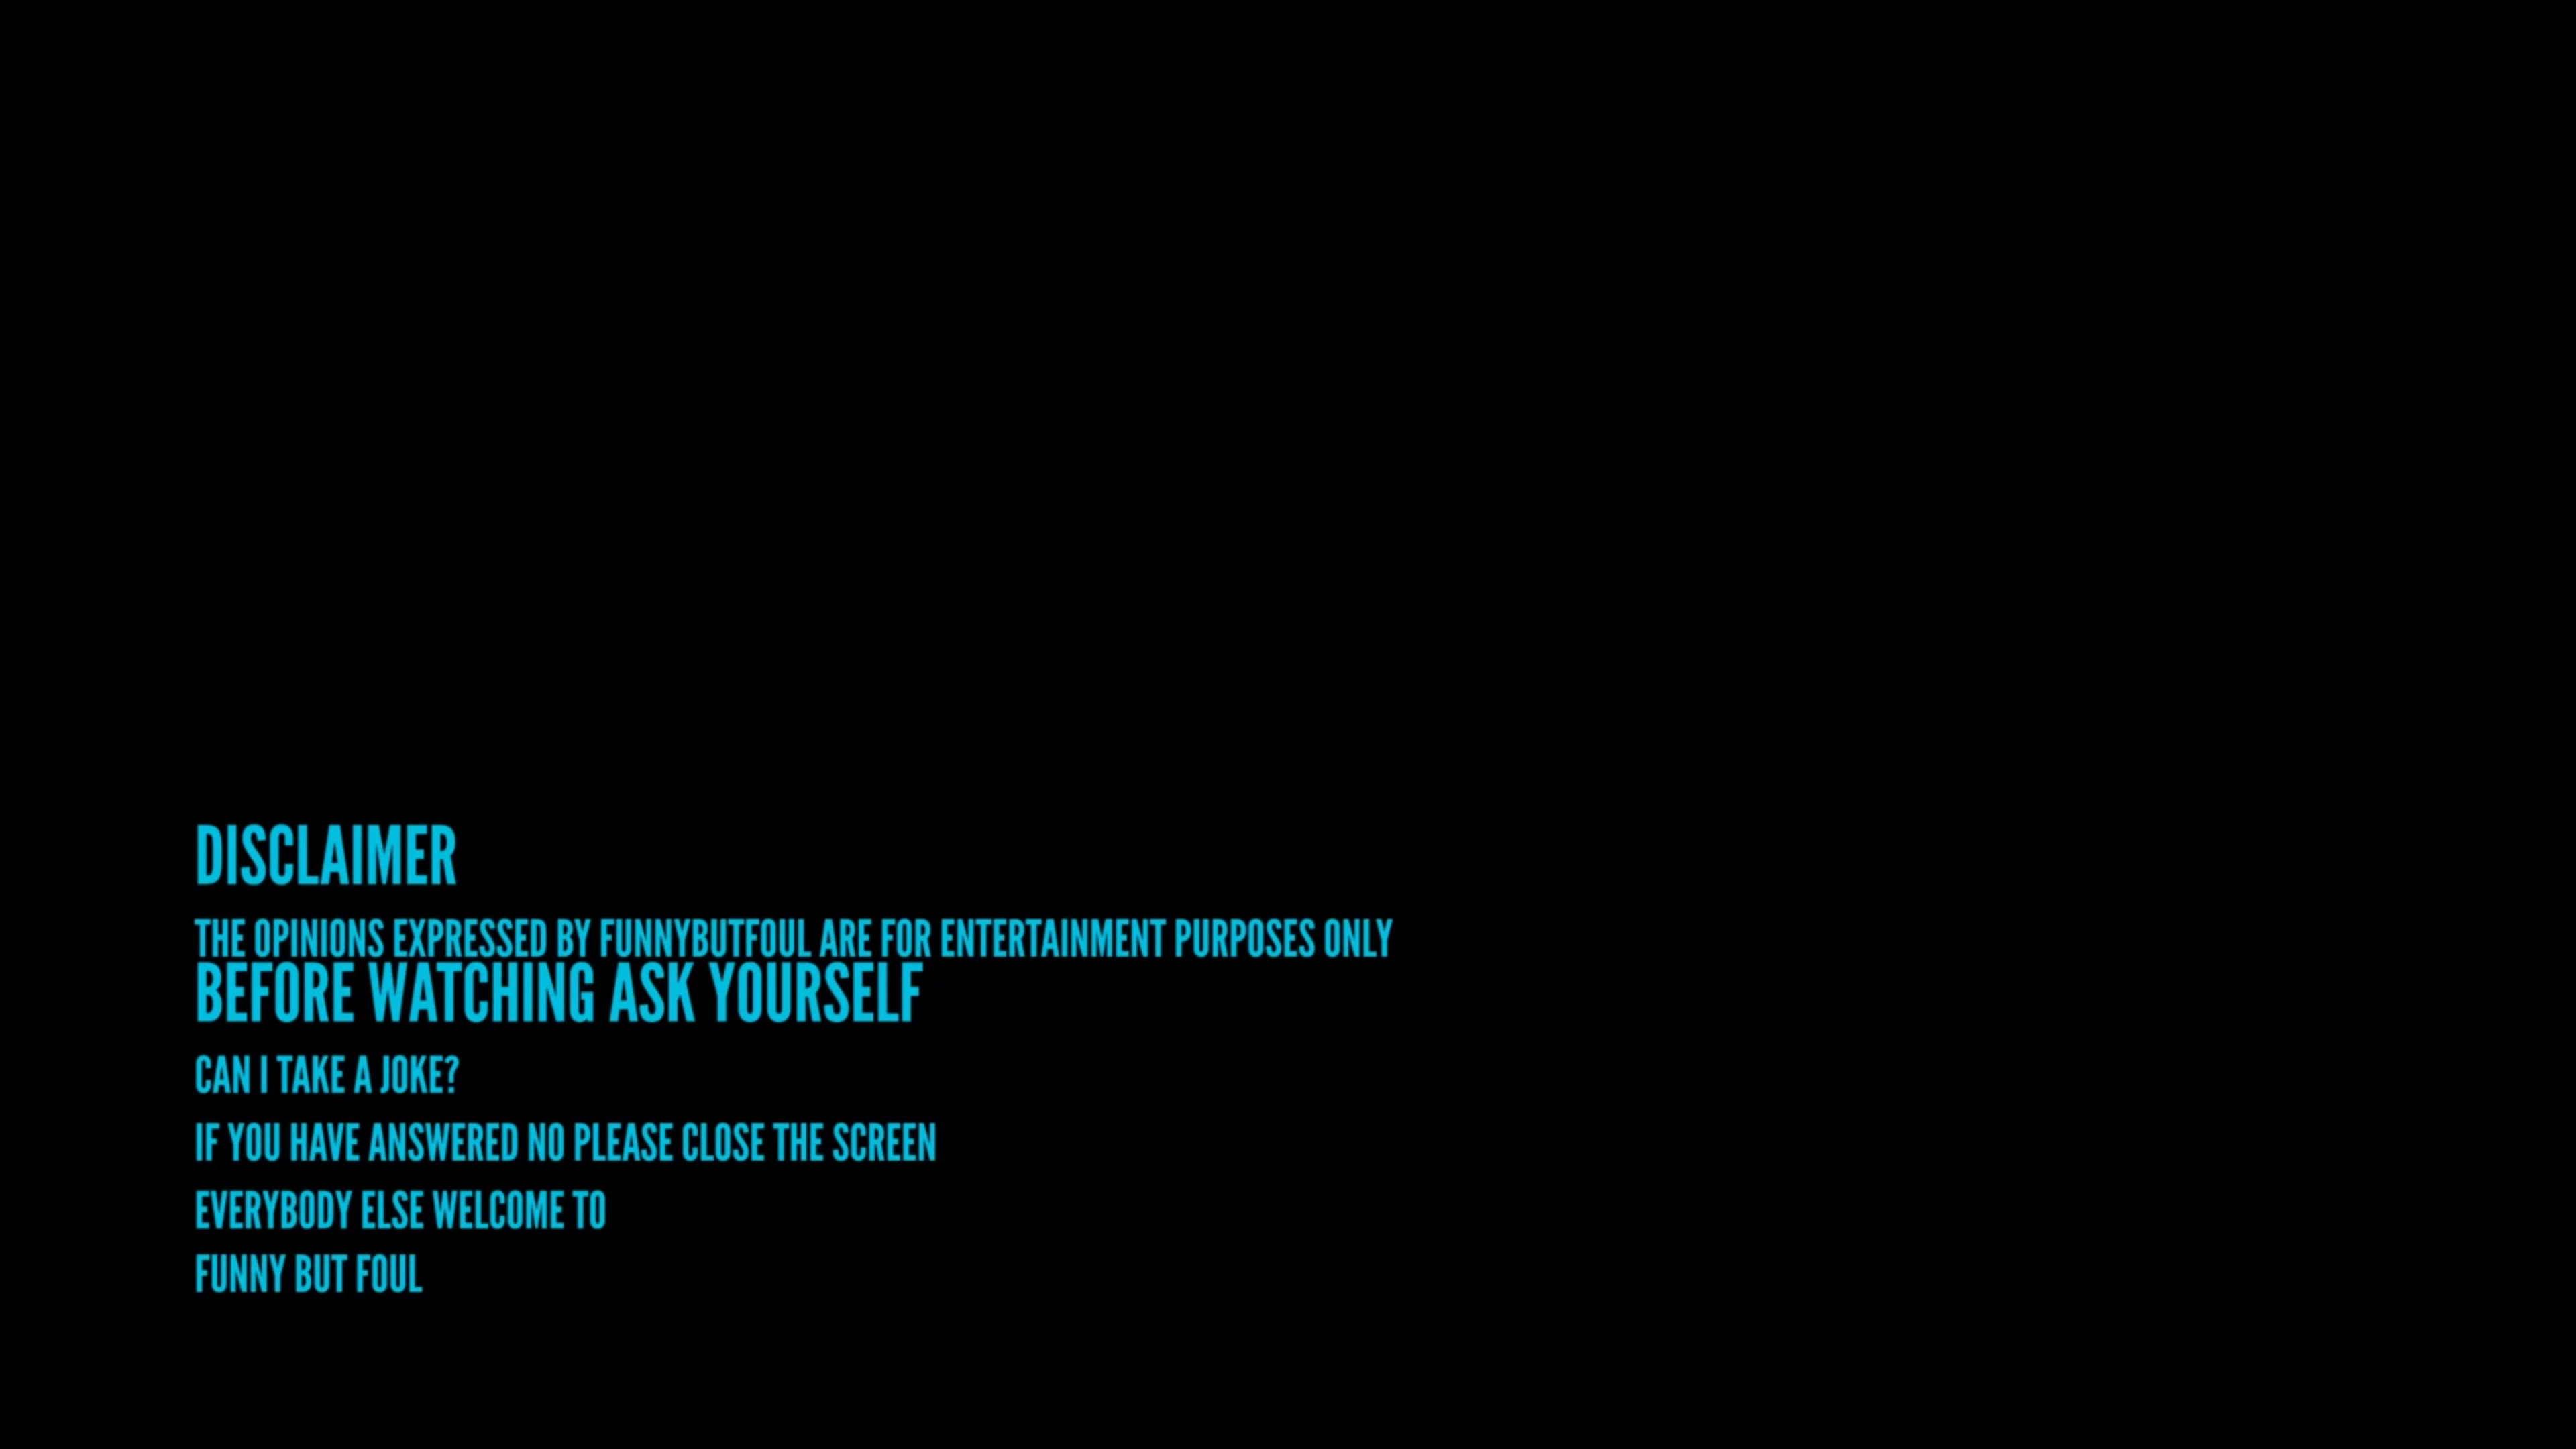 DISCLAIMER
THE OPINIONS EXPRESSED BY FUNNYBUTFOUL ARE FOR ENTERTAINMENT PURPOSES ONLY
BEFORE WATCHING ASK YOURSELF
CAN I TAKE A JOKE?
IF YOU HAVE ANSWERED NO PLEASE CLOSE THE SCREEN
EVERYBODY ELSE WELCOME TO
FUNNY BUT FOUL